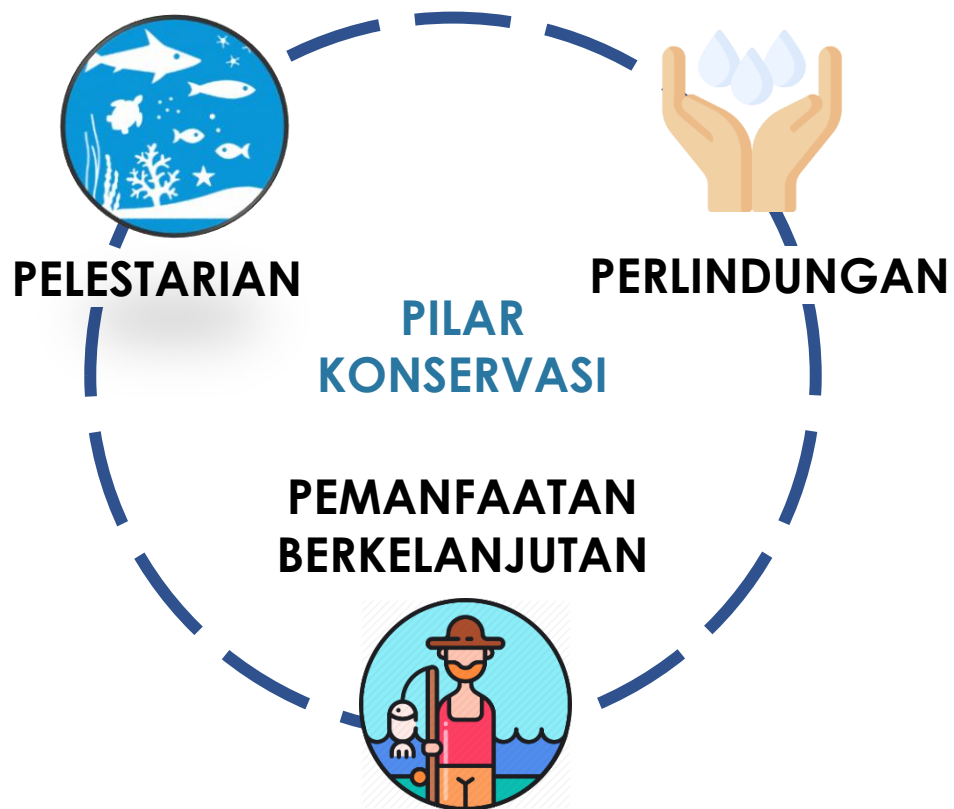 PELESTARIAN
PERLINDUNGAN
PILAR
KONSERVASI
PEMANFAATAN
BERKELANJUTAN